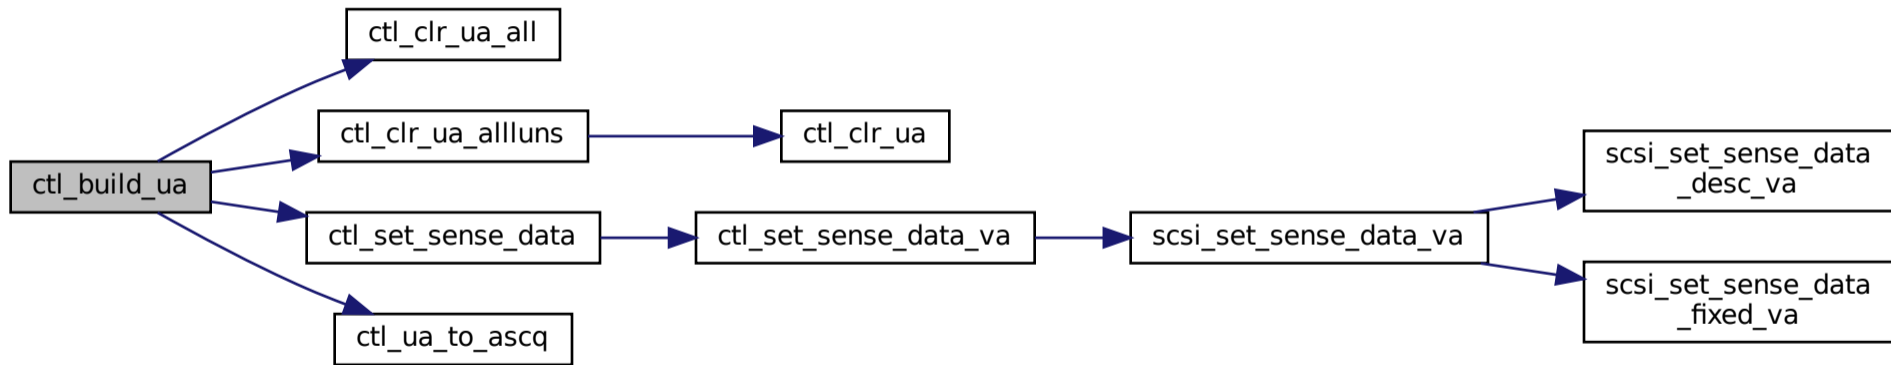 ctl_build_ua
ctl_clr_ua_all
ctl_clr_ua_allluns
ctl_clr_ua
ctl_set_sense_data
ctl_set_sense_data_va
scsi_set_sense_data_va
scsi_set_sense_data
_desc_va
scsi_set_sense_data
_fixed_va
ctl_ua_to_ascq